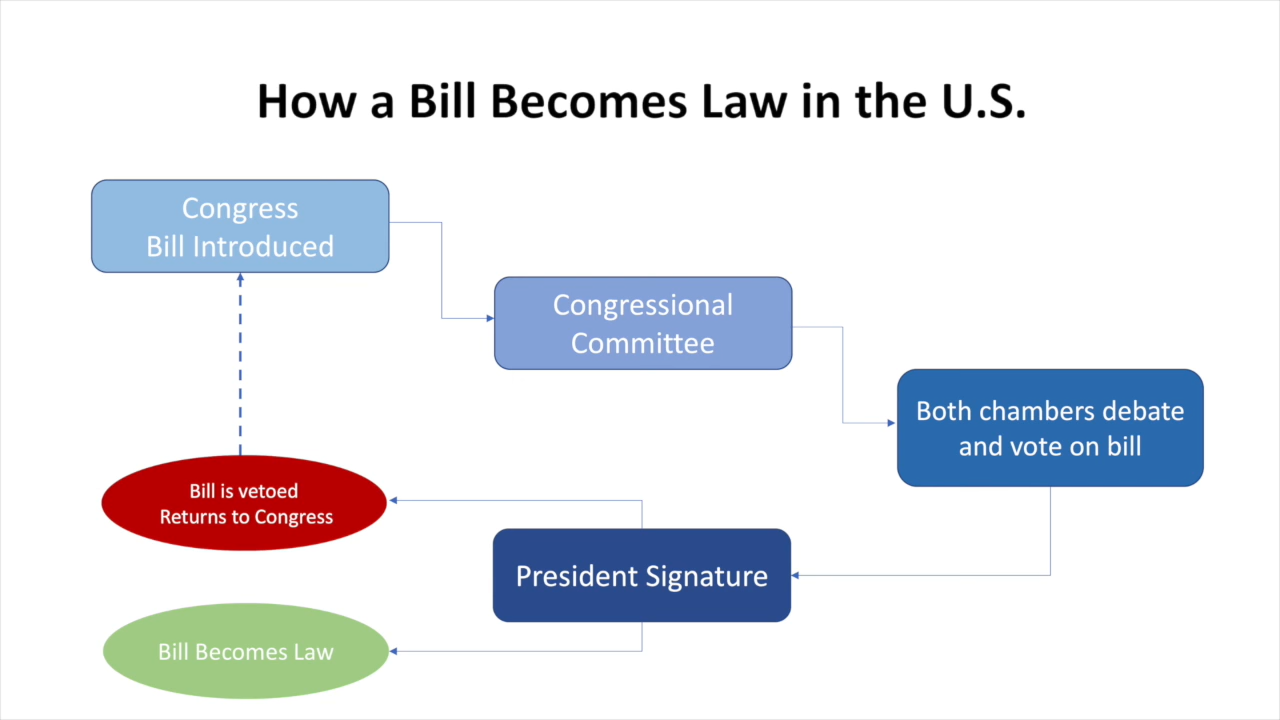 How a Bill Becomes Law in the U.S.
Congress
Bill Introduced
Congressional
Committee
Both chambers debate
and vote on bill
Bill is vetoed
Returns to Congress
President Signature
Bill Becomes Law